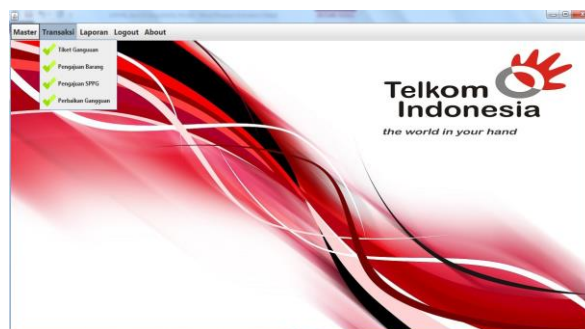 Master Transaksi Laporan Logout About
Tiket Gangguan
Pengajuan Barang
Pengajuan SPPG
Perbaikan Gangguan
Telkom
Indonesia
the world in your hand